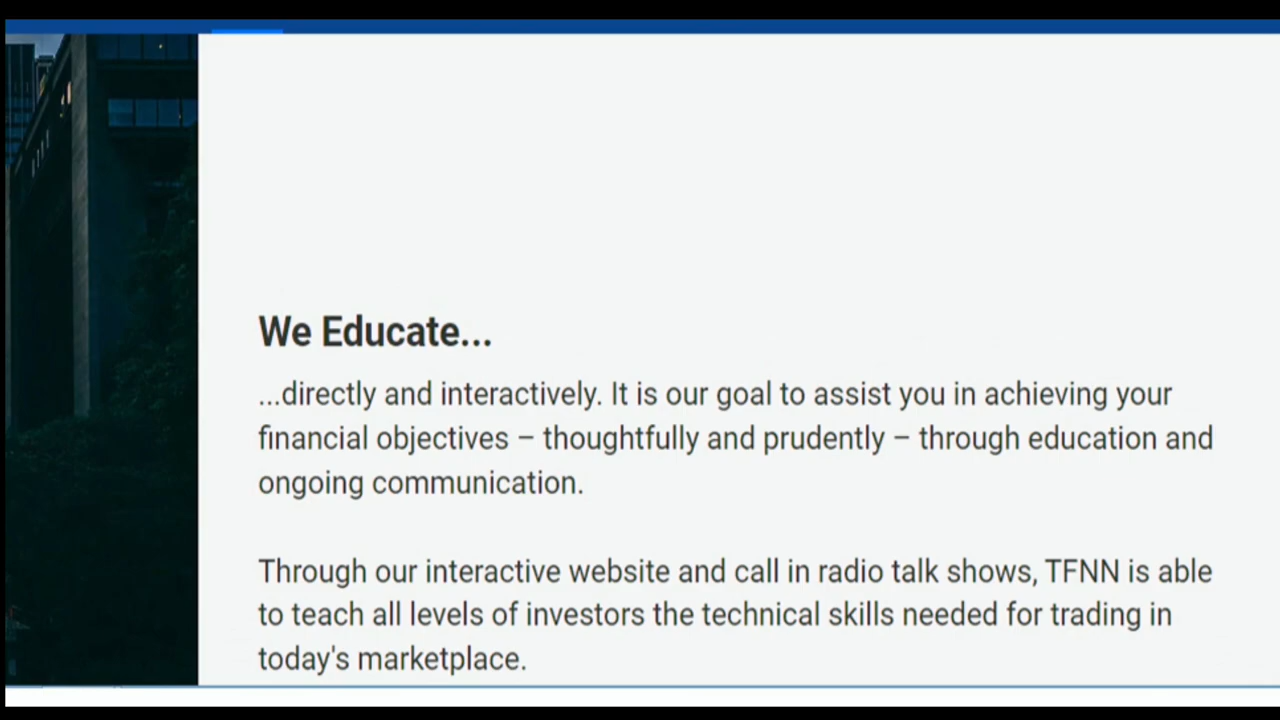 We Educate...
...directly and interactively. It is our goal to assist you in achieving your
financial objectives – thoughtfully and prudently – through education and
ongoing communication.
Through our interactive website and call in radio talk shows, TFNN is able
to teach all levels of investors the technical skills needed for trading in
today's marketplace.